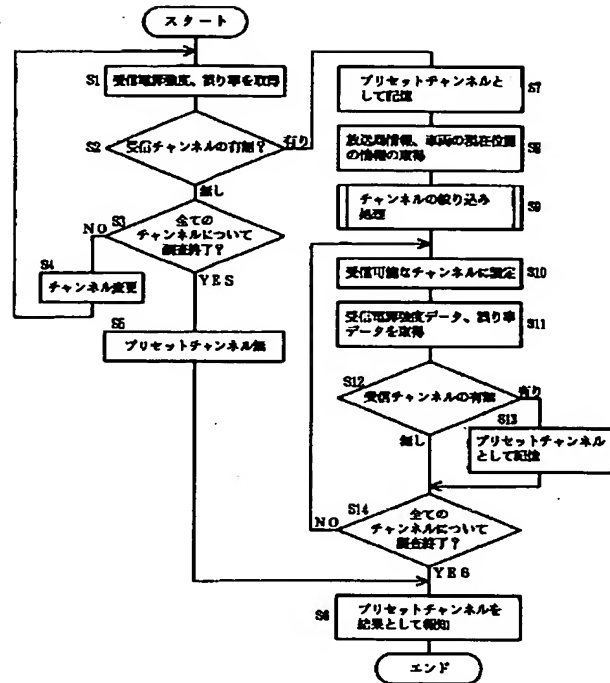 スタート
S1
受信電界強度、誤り率を取得
S2
受信チャンネルの有無?
有り
無し
S3
全ての
チャンネルについて
調査終了?
NO
YES
S4
チャンネル変更
S5
プリセットチャンネル無
S7
プリセットチャンネルと
して記憶
S8
放送局情報、車両の現在位置
の情報の取得
S9
チャンネルの絞り込み
処理
S10
受信可能なチャンネルに設定
S11
受信電界強度データ、誤り率
データを取得
S12
受信チャンネルの有無
有り
無し
S13
プリセットチャンネル
として記憶
S14
全ての
チャンネルについて
調査終了?
NO
YES
S6
プリセットチャンネルを
結果として報知
エンド